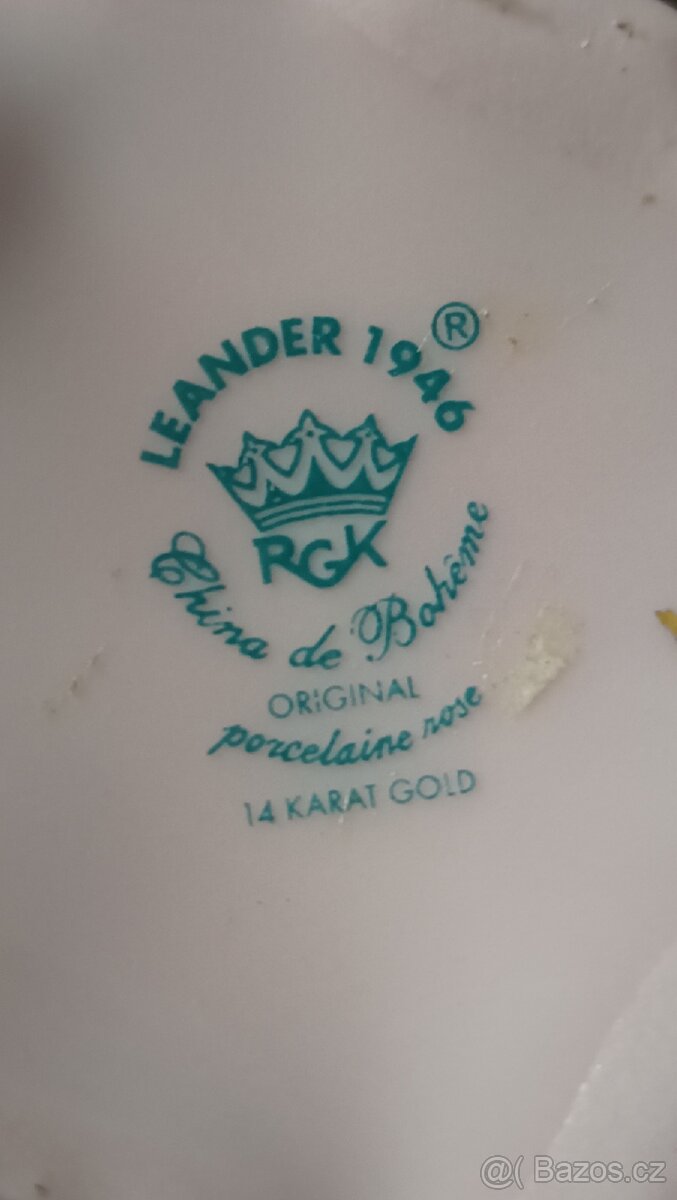 LEANDER 1946 ®
RGK
China de Bohême
ORIGINAL
porcelaine rose
14 KARAT GOLD
@( Bazos.cz